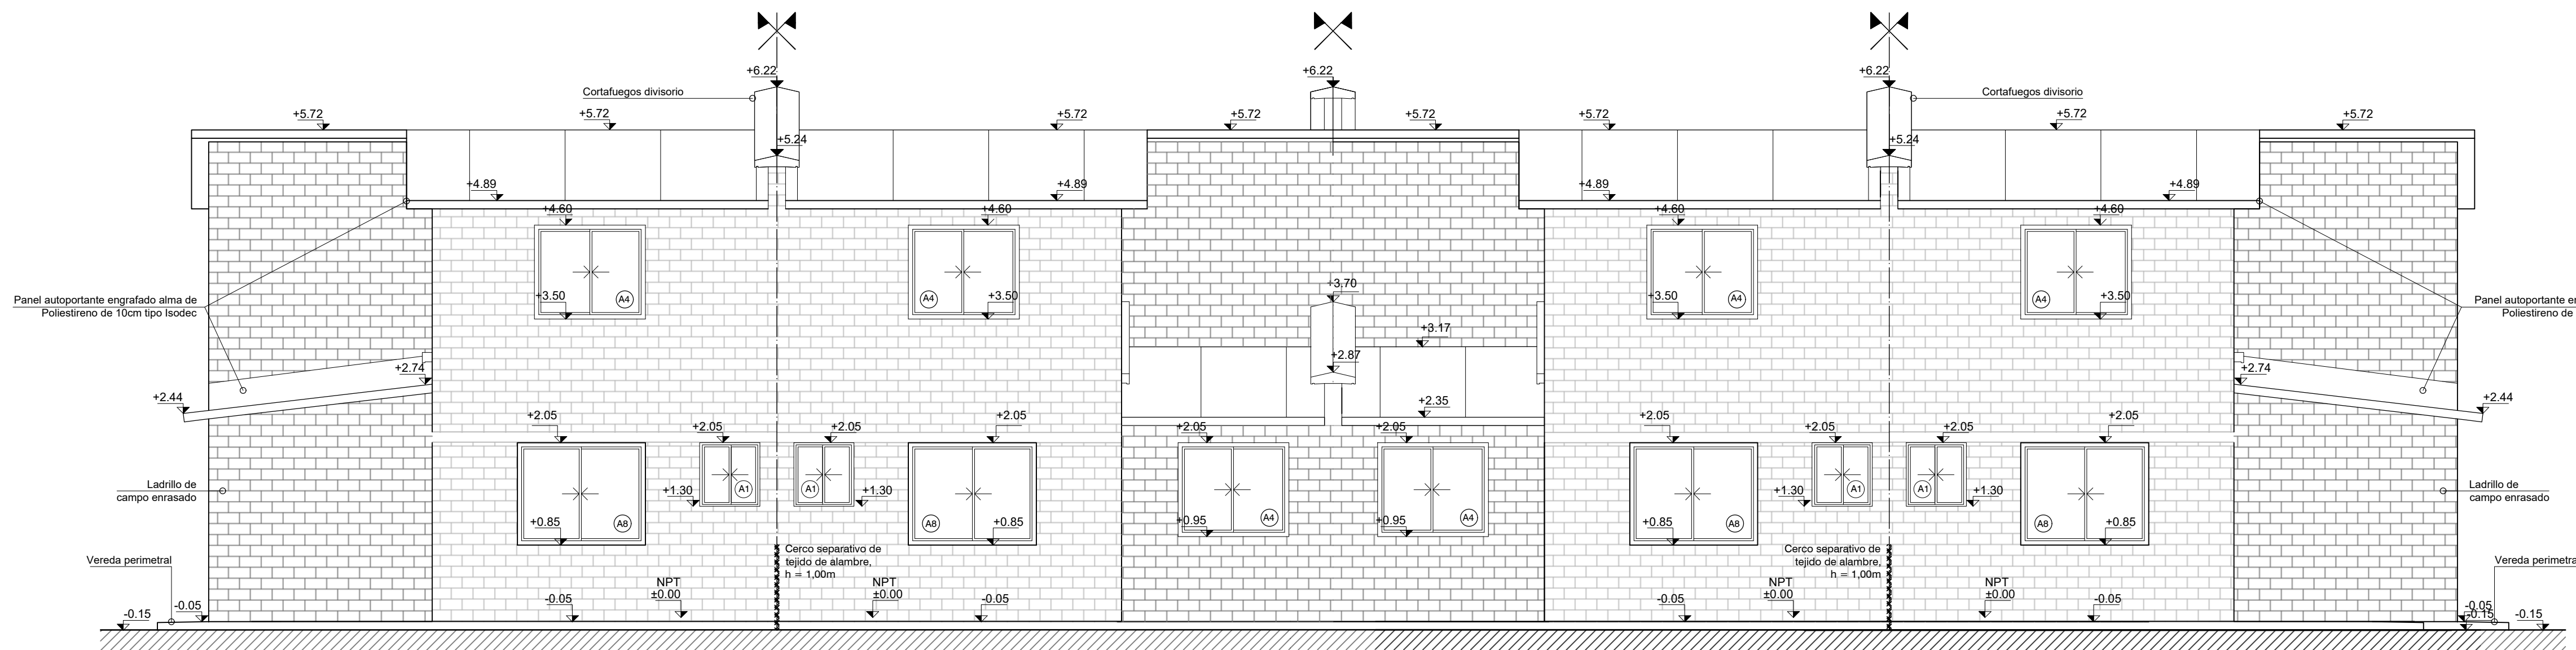 +6.22
+6.22
+6.22
Cortafuegos divisorio
Cortafuegos divisorio
+5.72
+5.72
+5.72
+5.72
+5.72
+5.72
+5.72
+5.72
+5.24
+5.24
+4.89
+4.89
+4.89
+4.89
+4.60
+4.60
+4.60
+4.60
+3.50
A4
A4
+3.50
+3.50
A4
A4
+3.50
Panel autoportante engrafado alma de
Poliestireno de 10cm tipo Isodec
+3.70
Panel autoportante en
Poliestireno de
+3.17
+2.87
+2.74
+2.74
+2.44
+2.35
+2.44
+2.05
+2.05
+2.05
+2.05
+2.05
+2.05
+2.05
+2.05
+2.05
+2.05
Ladrillo de
campo enrasado
+1.30
A1
A1
+1.30
+1.30
A1
A1
+1.30
Ladrillo de
campo enrasado
+0.85
A8
A8
+0.85
+0.95
A4
+0.95
A4
+0.85
A8
A8
+0.85
Vereda perimetral
Cerco separativo de
tejido de alambre,
h = 1,00m
Cerco separativo de
tejido de alambre,
h = 1,00m
Vereda perimetra
NPT
±0.00
NPT
±0.00
NPT
±0.00
NPT
±0.00
-0.15
-0.05
-0.05
-0.05
-0.05
-0.05
-0.05
-0.15
-0.15